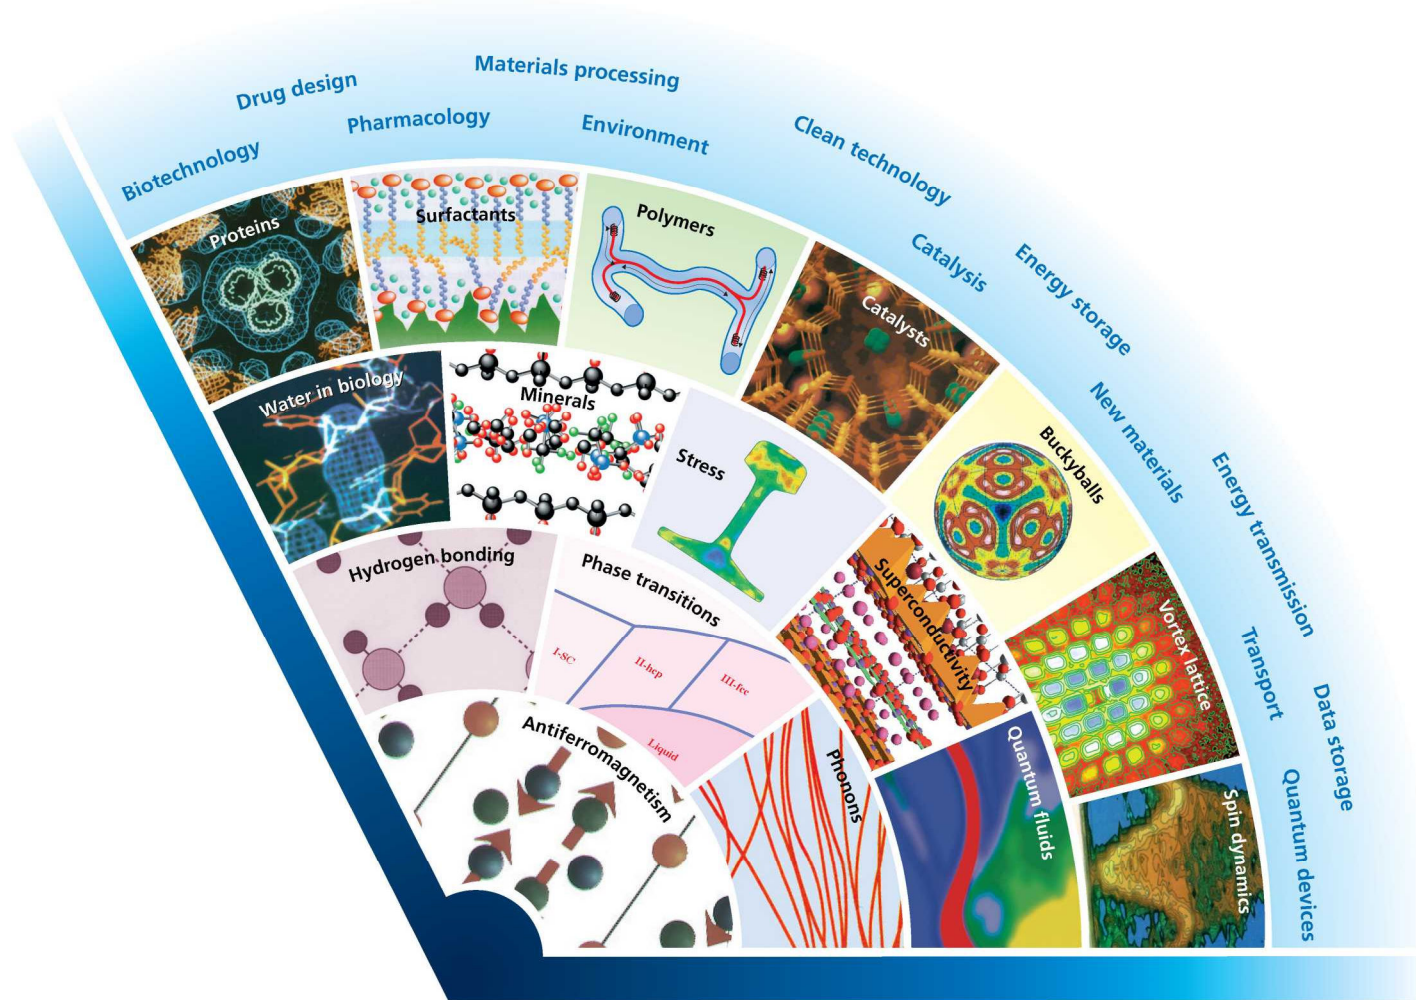 Drug design
Materials processing
Biotechnology
Pharmacology
Environment
Clean technology
Catalysis
Energy storage
New materials
Energy transmission
Transport
Data storage
Quantum devices
Proteins
Surfactants
Polymers
Catalysts
Buckyballs
Vortex lattice
Spin dynamics
Water in biology
Minerals
Stress
Superconductivity
Quantum fluids
Hydrogen bonding
Phase transitions
I-SC
II-hcp
III-fcc
Liquid
Phonons
Antiferromagnetism